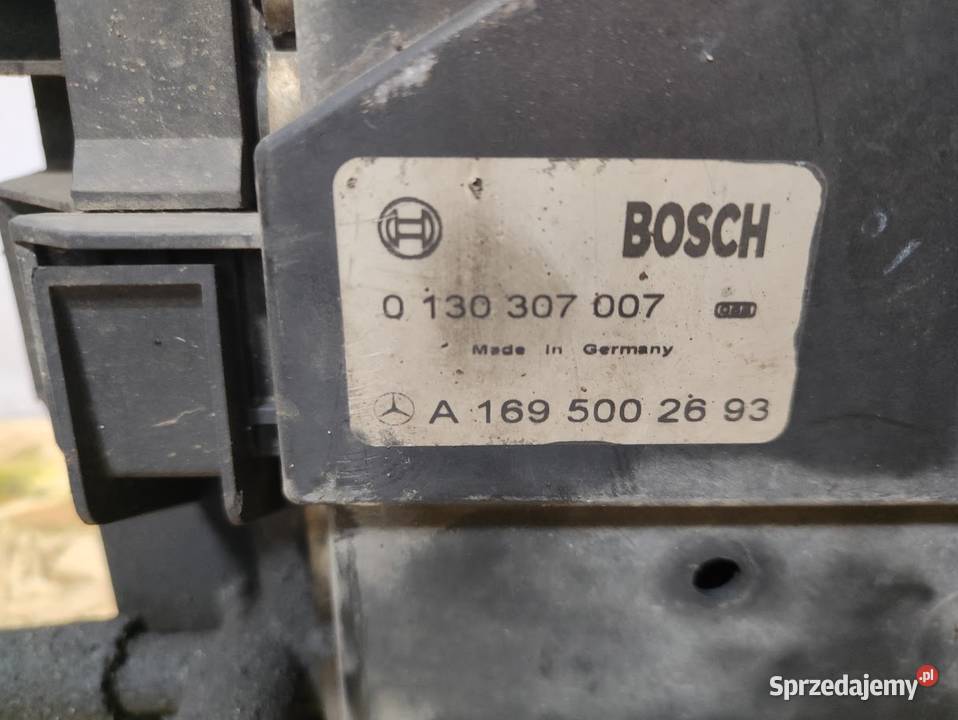 BOSCH
0 130 307 007
Made in Germany
A 169 500 26 93
Sprzedajemy.pl